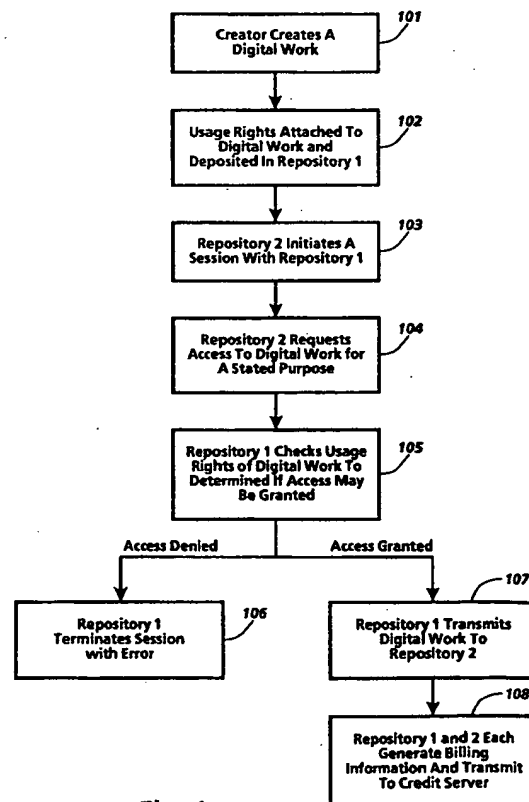 101
Creator Creates A
Digital Work
102
Usage Rights Attached To
Digital Work and
Deposited In Repository 1
103
Repository 2 Initiates A
Session With Repository 1
104
Repository 2 Requests
Access To Digital Work for
A Stated Purpose
105
Repository 1 Checks Usage
Rights of Digital Work To
Determined If Access May
Be Granted
Access Denied
Access Granted
106
Repository 1
Terminates Session
with Error
107
Repository 1 Transmits
Digital Work To
Repository 2
108
Repository 1 and 2 Each
Generate Billing
Information And Transmit
To Credit Server